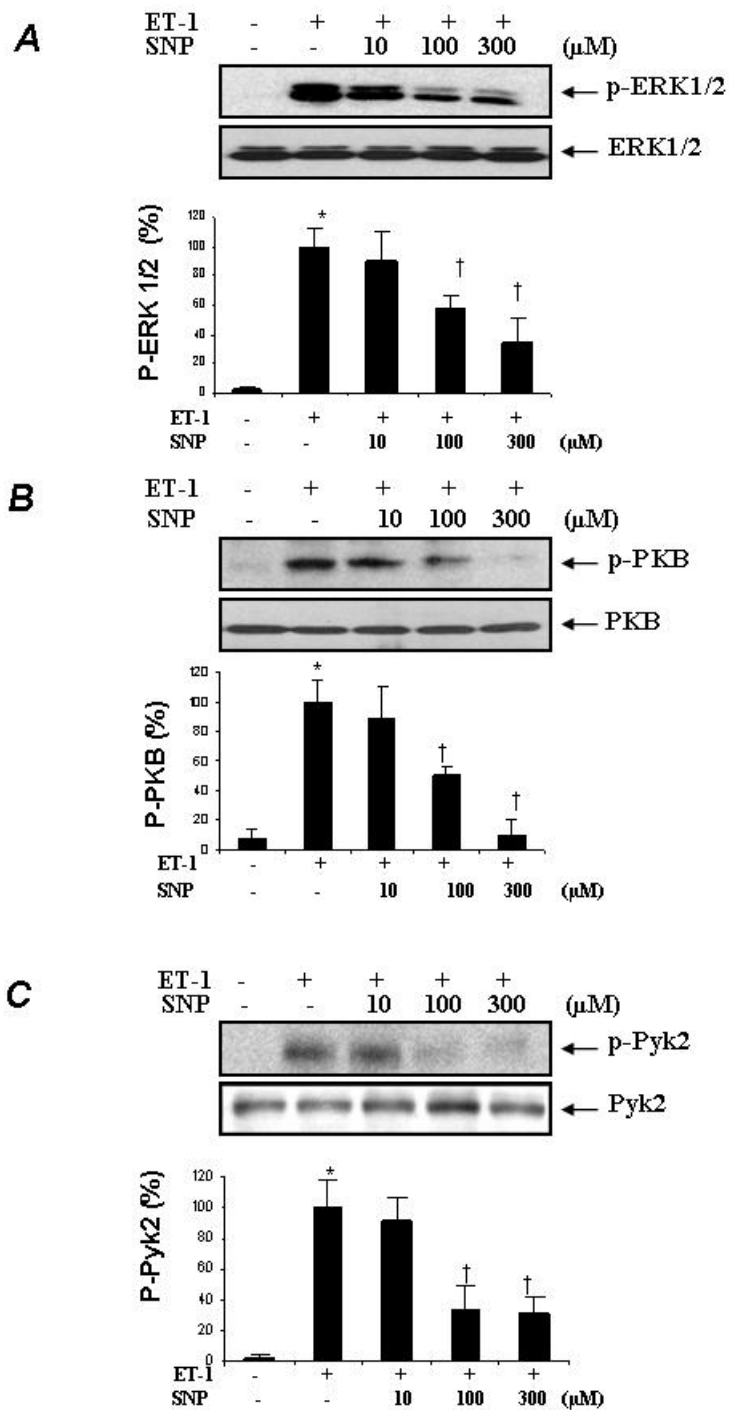 A
ET-1 - + + + +
SNP - - 10 100 300 (µM)
p-ERK1/2
ERK1/2
P-ERK 1/2 (%)
120
100
80
60
40
20
0
* † †
ET-1 - + + + +
SNP - - 10 100 300 (µM)
B
ET-1 - + + + +
SNP - - 10 100 300 (µM)
p-PKB
PKB
P-PKB (%)
120
100
80
60
40
20
0
* † †
ET-1 - + + + +
SNP - - 10 100 300 (µM)
C
ET-1 - + + + +
SNP - - 10 100 300 (µM)
p-Pyk2
Pyk2
P-Pyk2 (%)
120
100
80
60
40
20
0
* † †
ET-1 - + + + +
SNP - - 10 100 300 (µM)